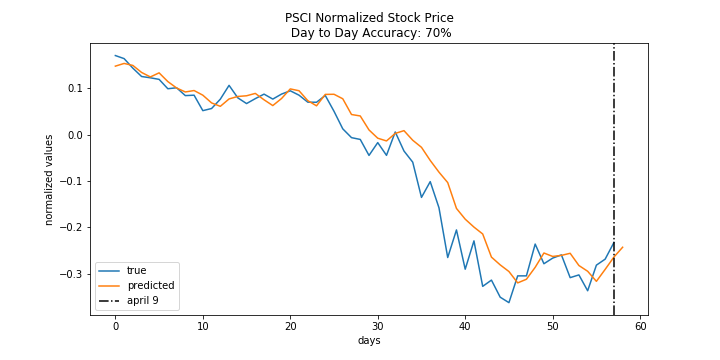 PSCI Normalized Stock Price
Day to Day Accuracy: 70%
normalized values
0.1
0.0
−0.1
−0.2
−0.3
true
predicted
april 9
0
10
20
30
40
50
60
days